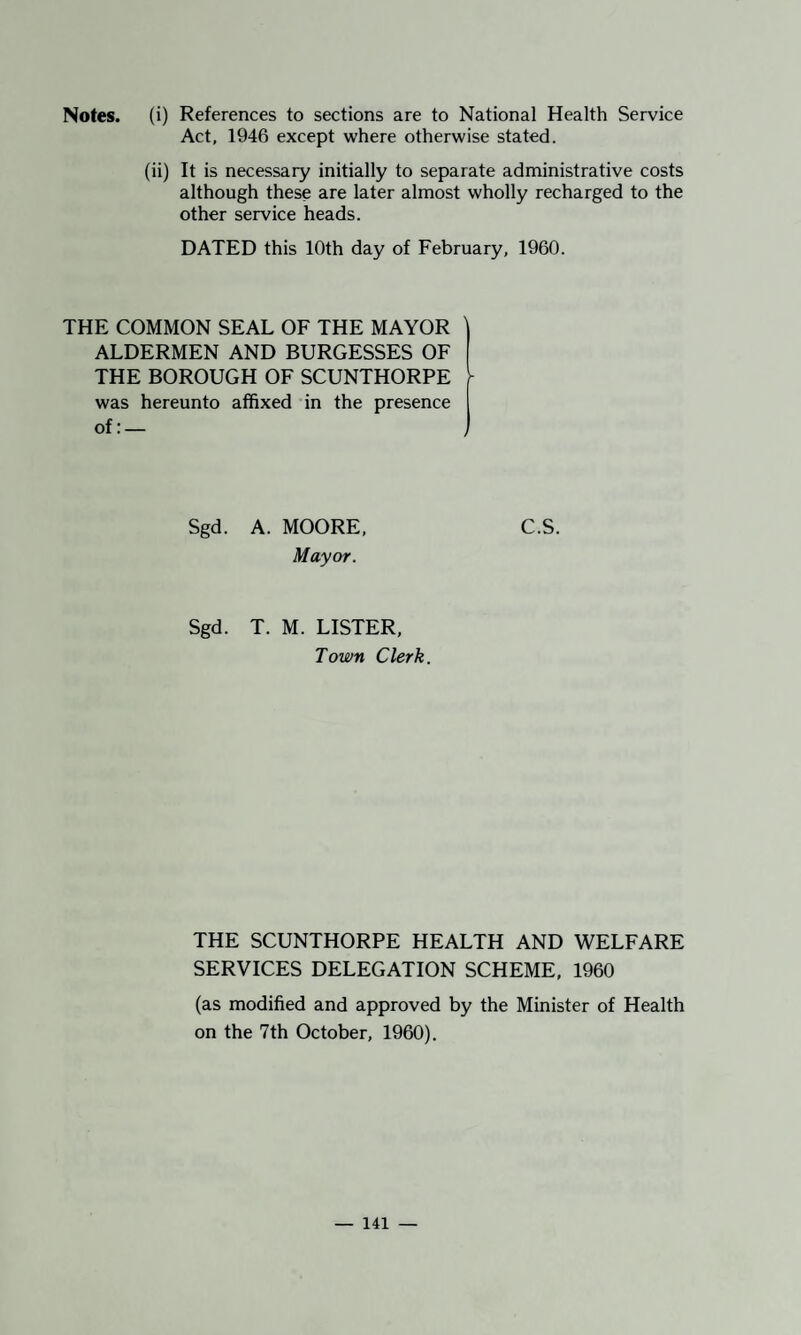 Notes. (i) References to sections are to National Health Service
Act, 1946 except where otherwise stated.
(ii) It is necessary initially to separate administrative costs
although these are later almost wholly recharged to the
other service heads.
DATED this 10th day of February, 1960.
THE COMMON SEAL OF THE MAYOR
ALDERMEN AND BURGESSES OF
THE BOROUGH OF SCUNTHORPE
was hereunto affixed in the presence
of:—
Sgd. A. MOORE, C.S.
Mayor.
Sgd. T. M. LISTER,
Town Clerk.
THE SCUNTHORPE HEALTH AND WELFARE
SERVICES DELEGATION SCHEME, 1960
(as modified and approved by the Minister of Health
on the 7th October, 1960).
— 141 —